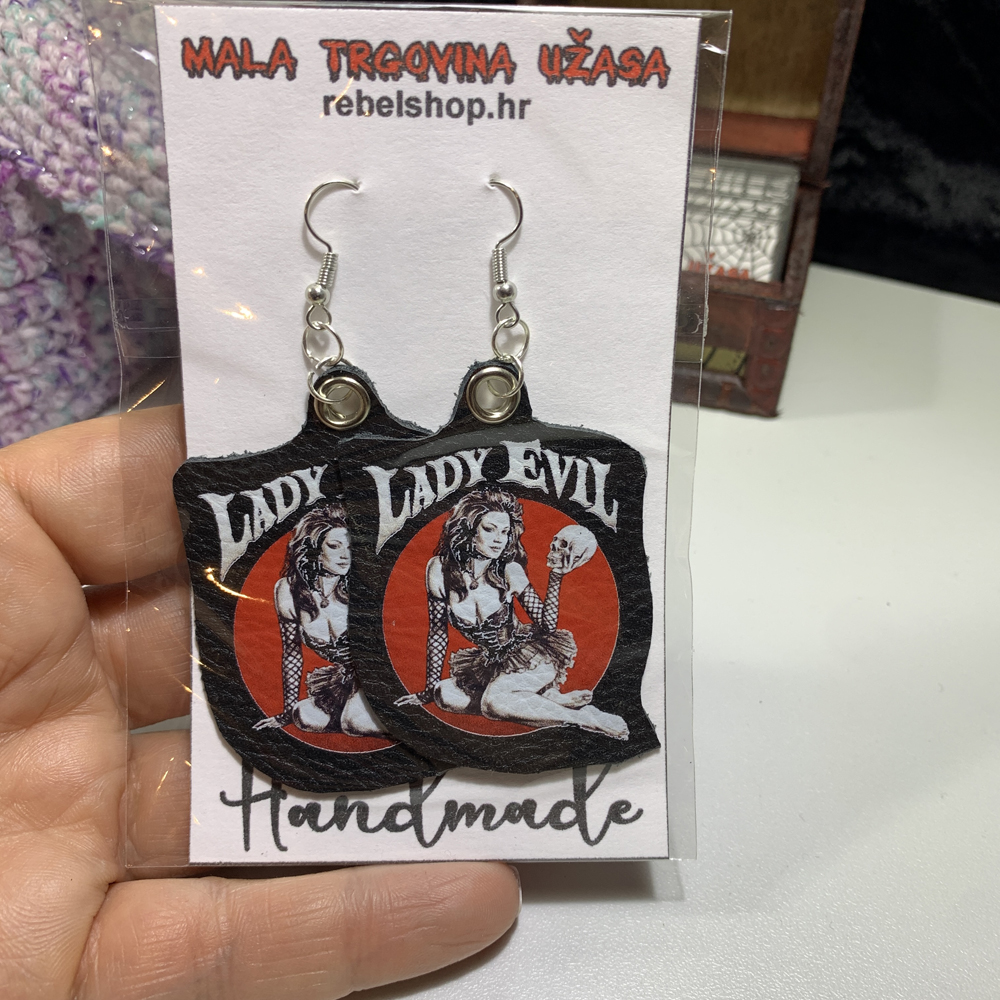 MALA TRGOVINA UŽASA
rebelshop.hr
LADY
LADY EVIL
Handmade